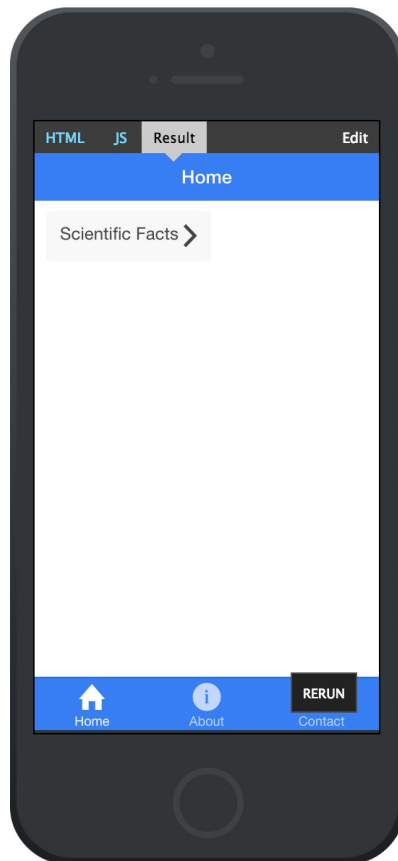 HTML JS Result Edit
Home
Scientific Facts
RERUN
Home About Contact